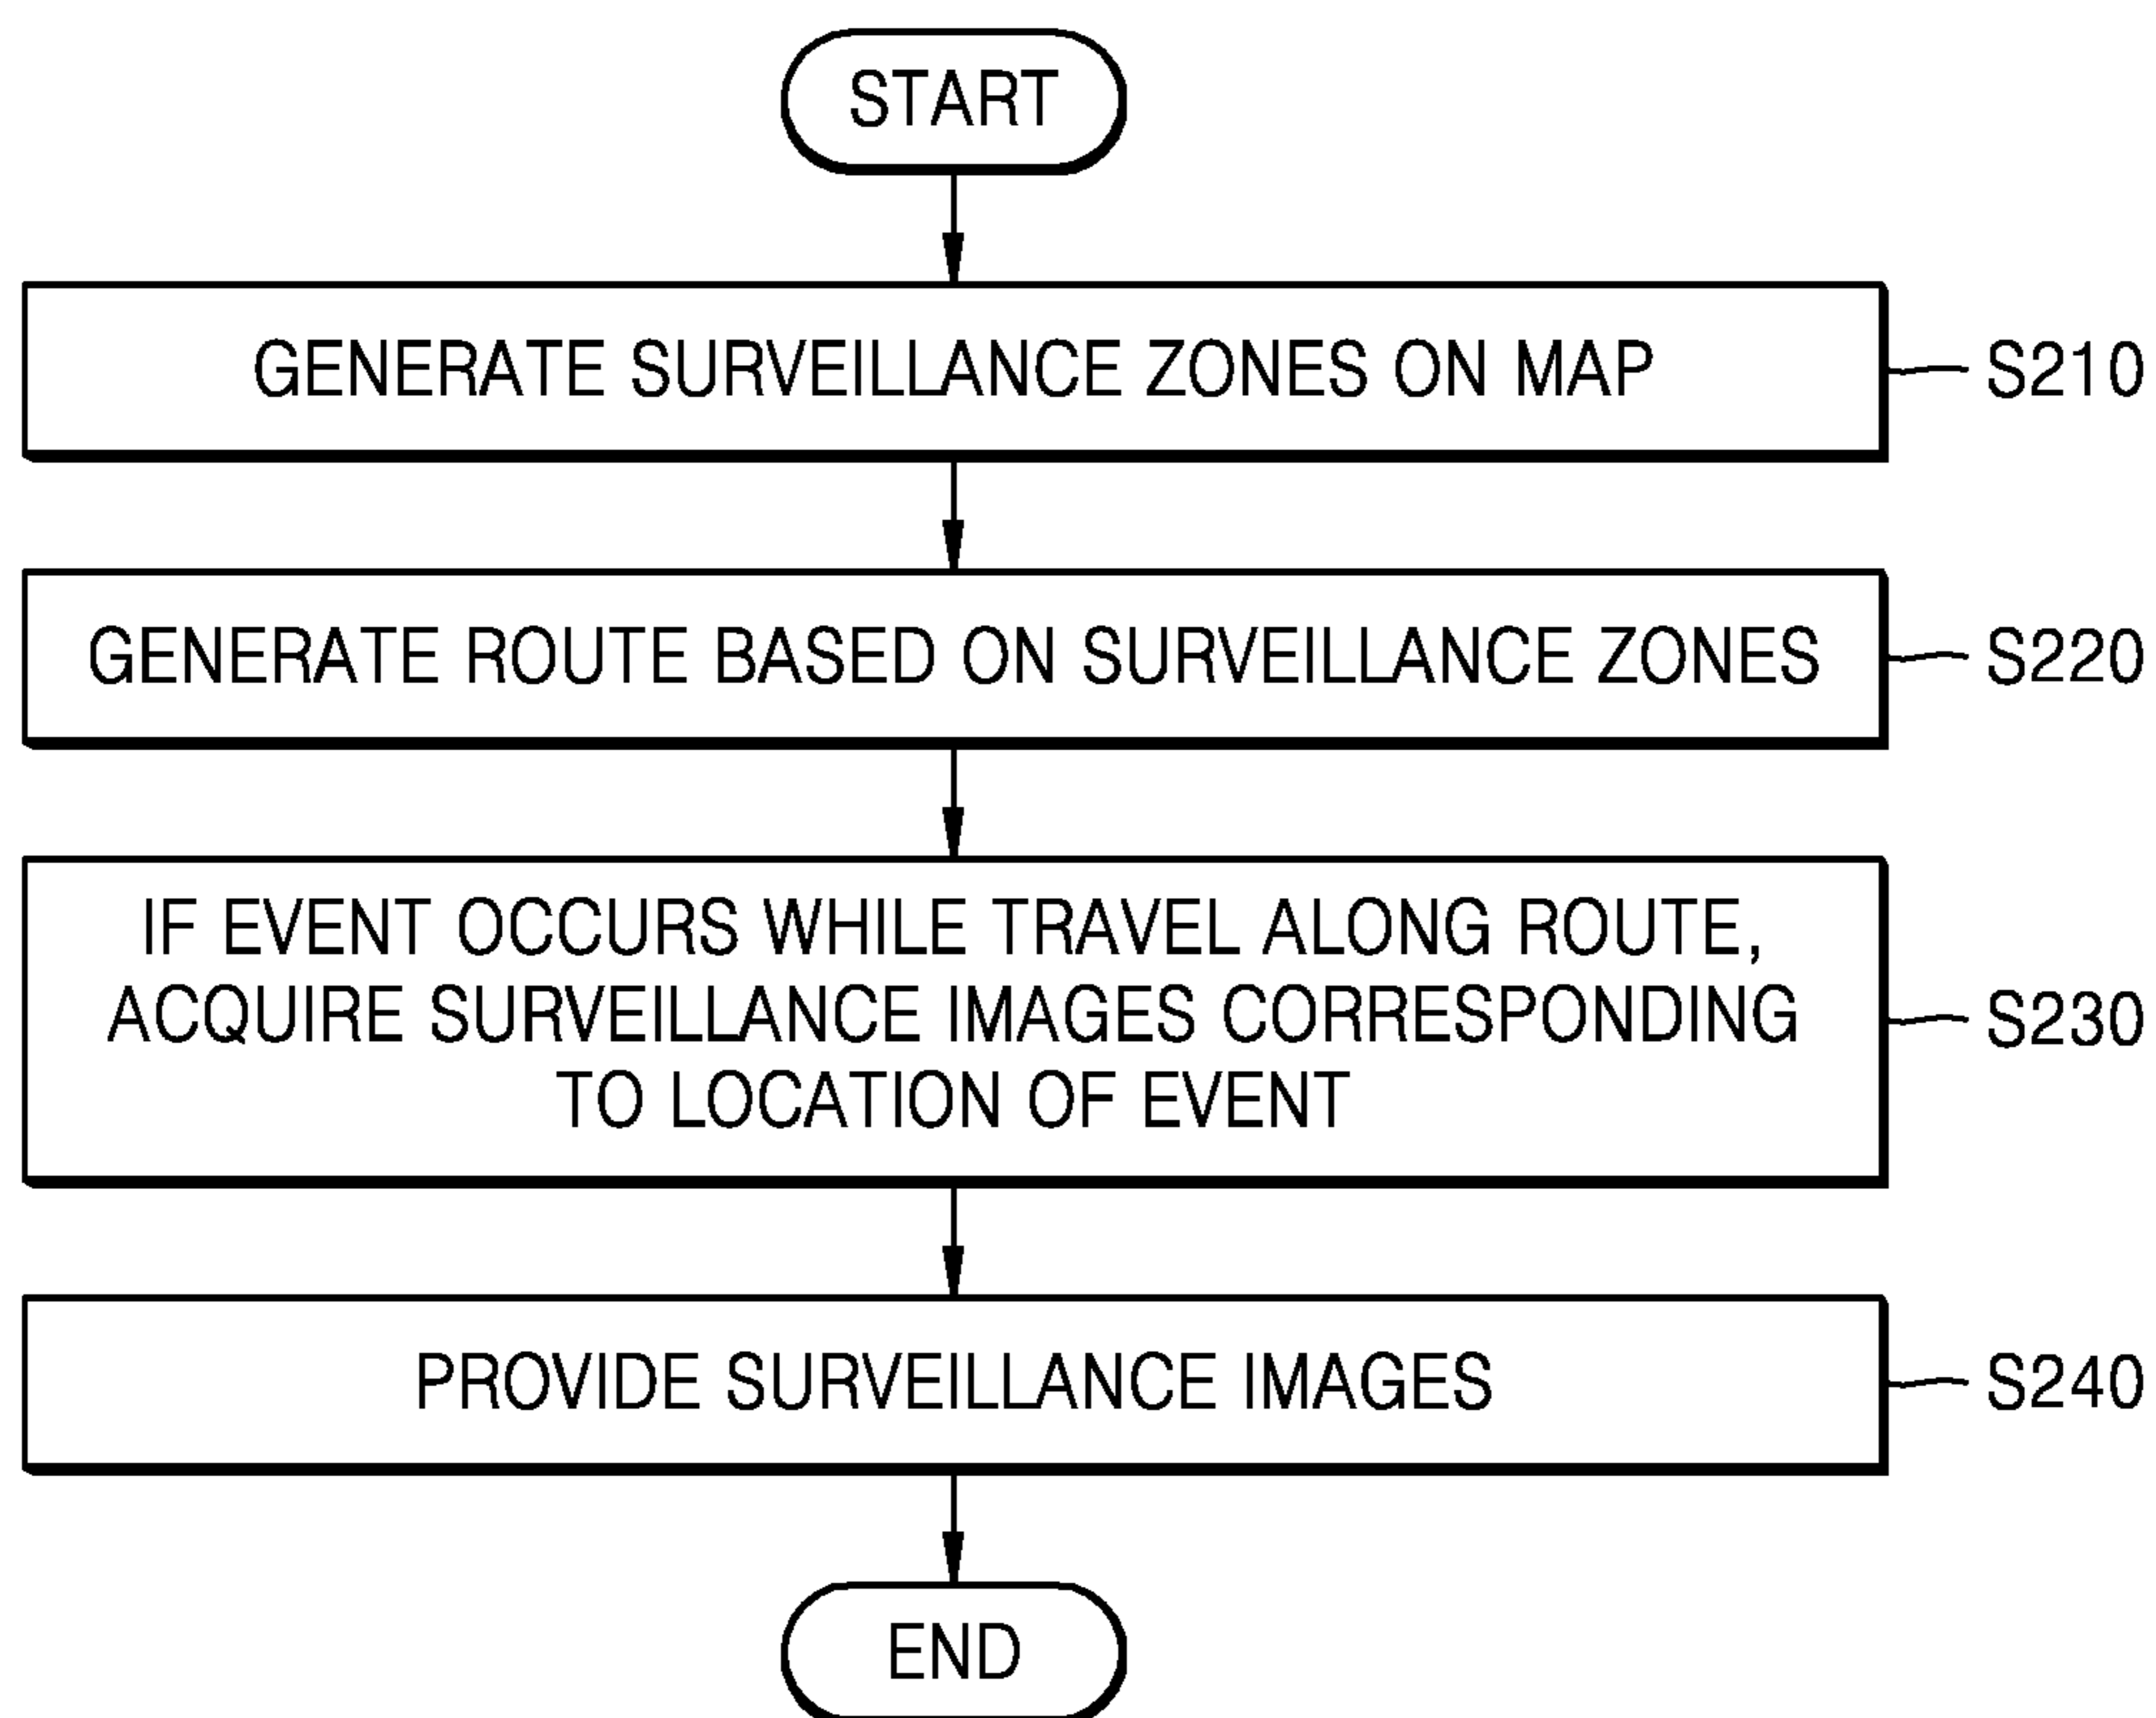 START
GENERATE SURVEILLANCE ZONES ON MAP
S210
GENERATE ROUTE BASED ON SURVEILLANCE ZONES
S220
IF EVENT OCCURS WHILE TRAVEL ALONG ROUTE,
ACQUIRE SURVEILLANCE IMAGES CORRESPONDING
TO LOCATION OF EVENT
S230
PROVIDE SURVEILLANCE IMAGES
S240
END